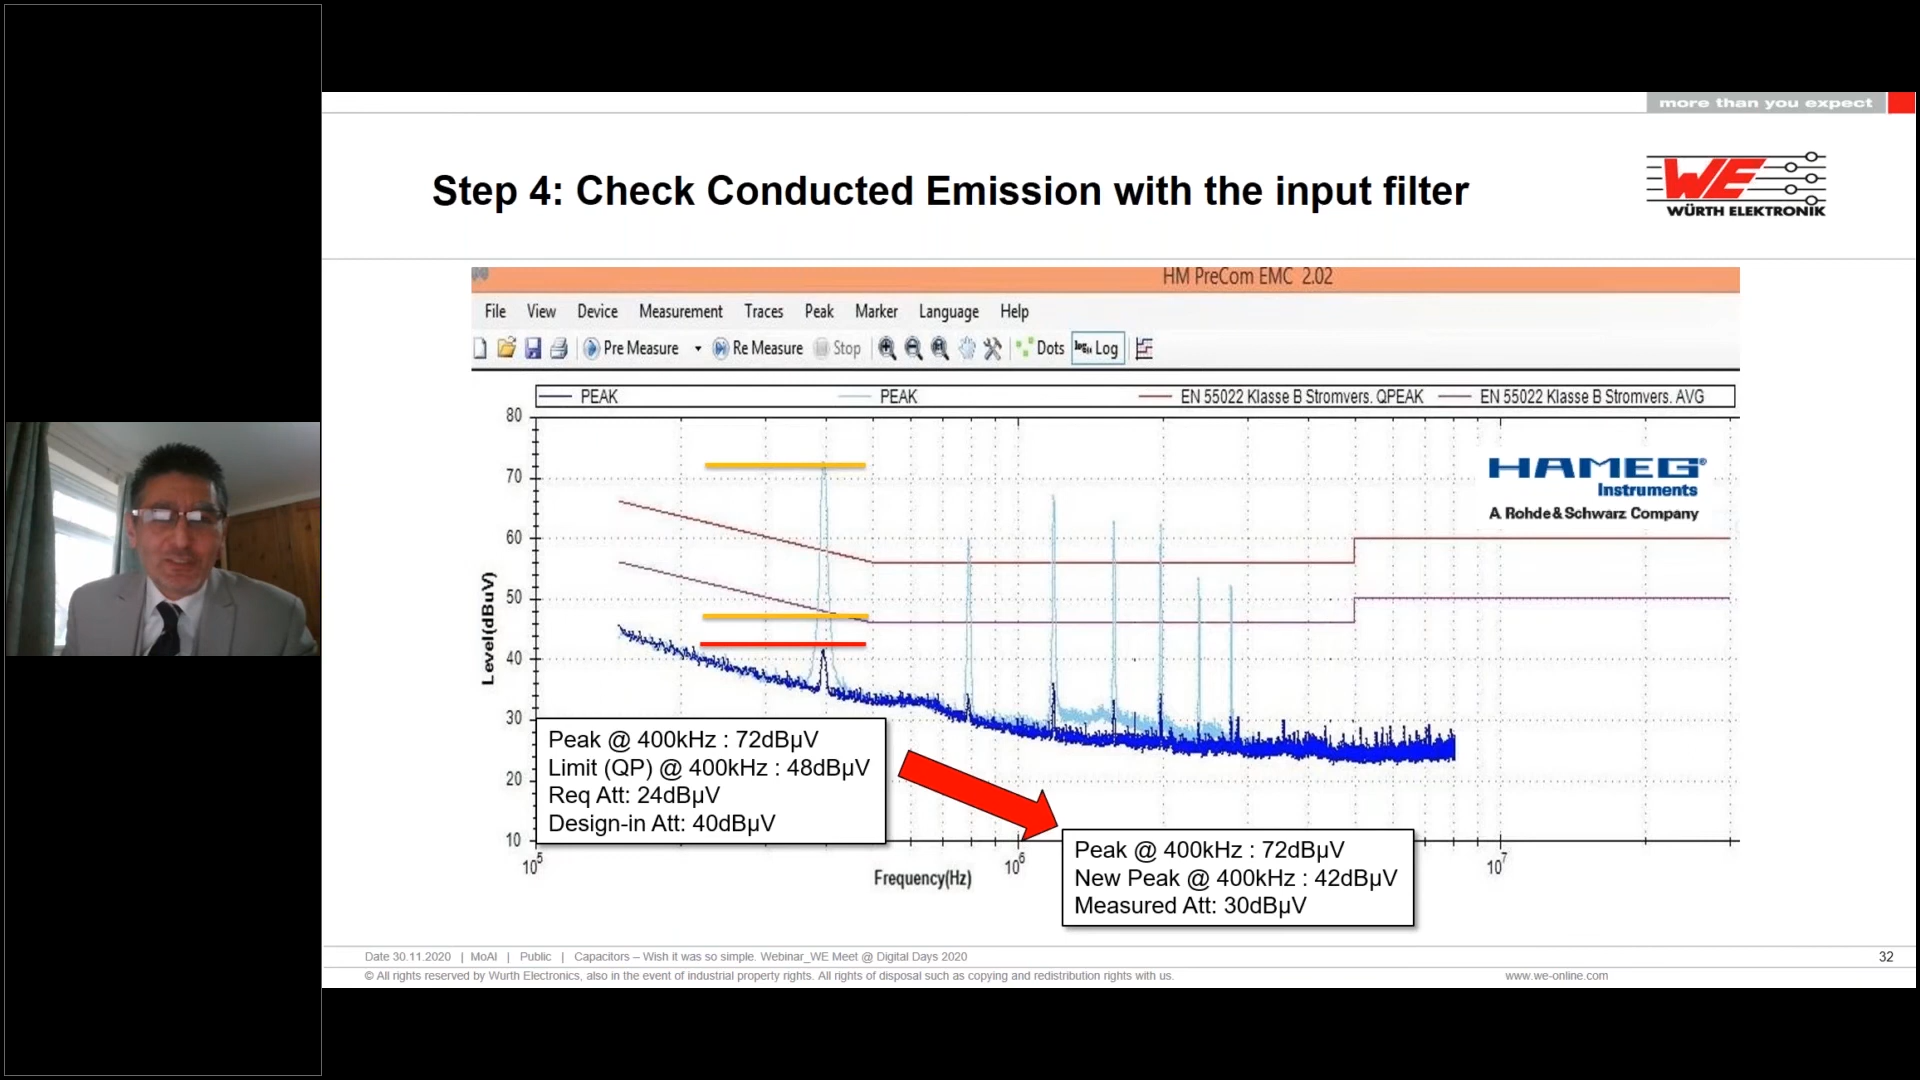 more than you expect
Step 4: Check Conducted Emission with the input filter
WE
WÜRTH ELEKTRONIK
HM PreCom EMC 2.02
File View Device Measurement Traces Peak Marker Language Help
Pre Measure Re Measure Stop Dots Log
PEAK PEAK EN 55022 Klasse B Stromvers. QPEAK EN 55022 Klasse B Stromvers. AVG
80
70
60
50
40
30
20
10
Level(dBuV)
HAMEG®
Instruments
A Rohde&Schwarz Company
Peak @ 400kHz : 72dBµV
Limit (QP) @ 400kHz : 48dBµV
Req Att: 24dBµV
Design-in Att: 40dBµV
10^5 10^6 10^7
Frequency(Hz)
Peak @ 400kHz : 72dBµV
New Peak @ 400kHz : 42dBµV
Measured Att: 30dBµV
Date 30.11.2020 | MoAl | Public | Capacitors – Wish it was so simple. Webinar_WE Meet @ Digital Days 2020
32
© All rights reserved by Wurth Electronics, also in the event of industrial property rights. All rights of disposal such as copying and redistribution rights with us.
www.we-online.com